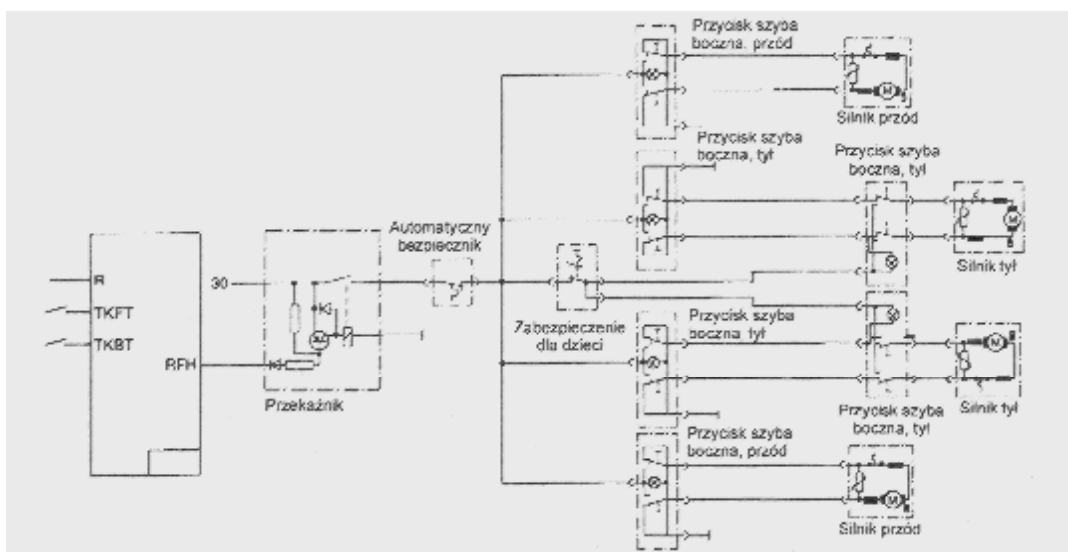 Przycisk szyba
boczna, przód
Silnik przód
Przycisk szyba
boczna, tył
Przycisk szyba
boczna, tył
Silnik tył
Automatyczny
bezpiecznik
R
TKFT
TKBT
RFH
30
Przekaźnik
Zabezpieczenie
dla dzieci
Przycisk szyba
boczna, tył
Przycisk szyba
boczna, tył
Silnik tył
Przycisk szyba
boczna, przód
Silnik przód
M
M
M
M